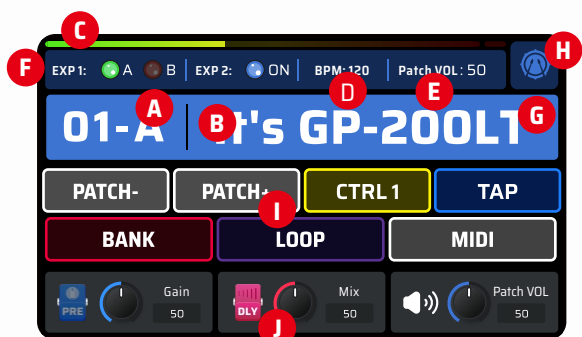 C
F EXP 1: A B EXP 2: ON BPM: 120 Patch VOL: 50 H
A B D E G
01-A It's GP-200LT
PATCH- PATCH+ CTRL 1 TAP
I
BANK LOOP MIDI
PRE Gain 50 DLY Mix 50 Patch VOL 50
J